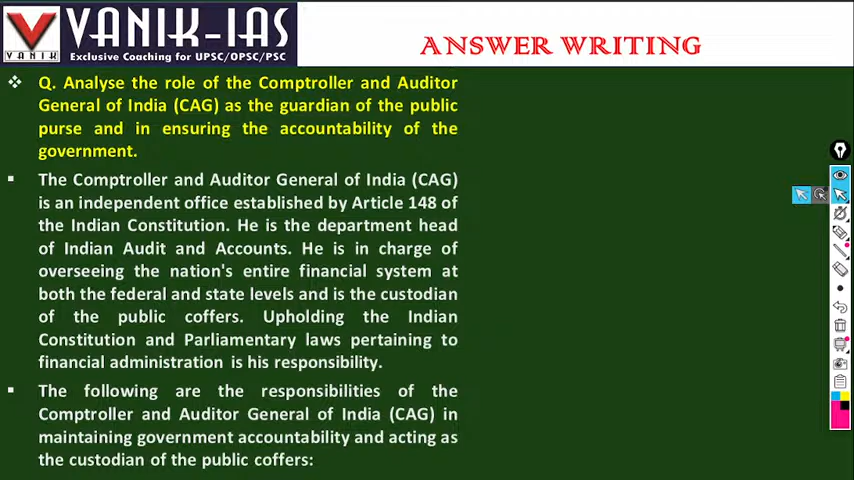 VANIK-IAS
VANIK
Exclusive Coaching for UPSC/OPSC/PSC
ANSWER WRITING
❖ Q. Analyse the role of the Comptroller and Auditor
General of India (CAG) as the guardian of the public
purse and in ensuring the accountability of the
government.
▪ The Comptroller and Auditor General of India (CAG)
is an independent office established by Article 148 of
the Indian Constitution. He is the department head
of Indian Audit and Accounts. He is in charge of
overseeing the nation's entire financial system at
both the federal and state levels and is the custodian
of the public coffers. Upholding the Indian
Constitution and Parliamentary laws pertaining to
financial administration is his responsibility.
▪ The following are the responsibilities of the
Comptroller and Auditor General of India (CAG) in
maintaining government accountability and acting as
the custodian of the public coffers: